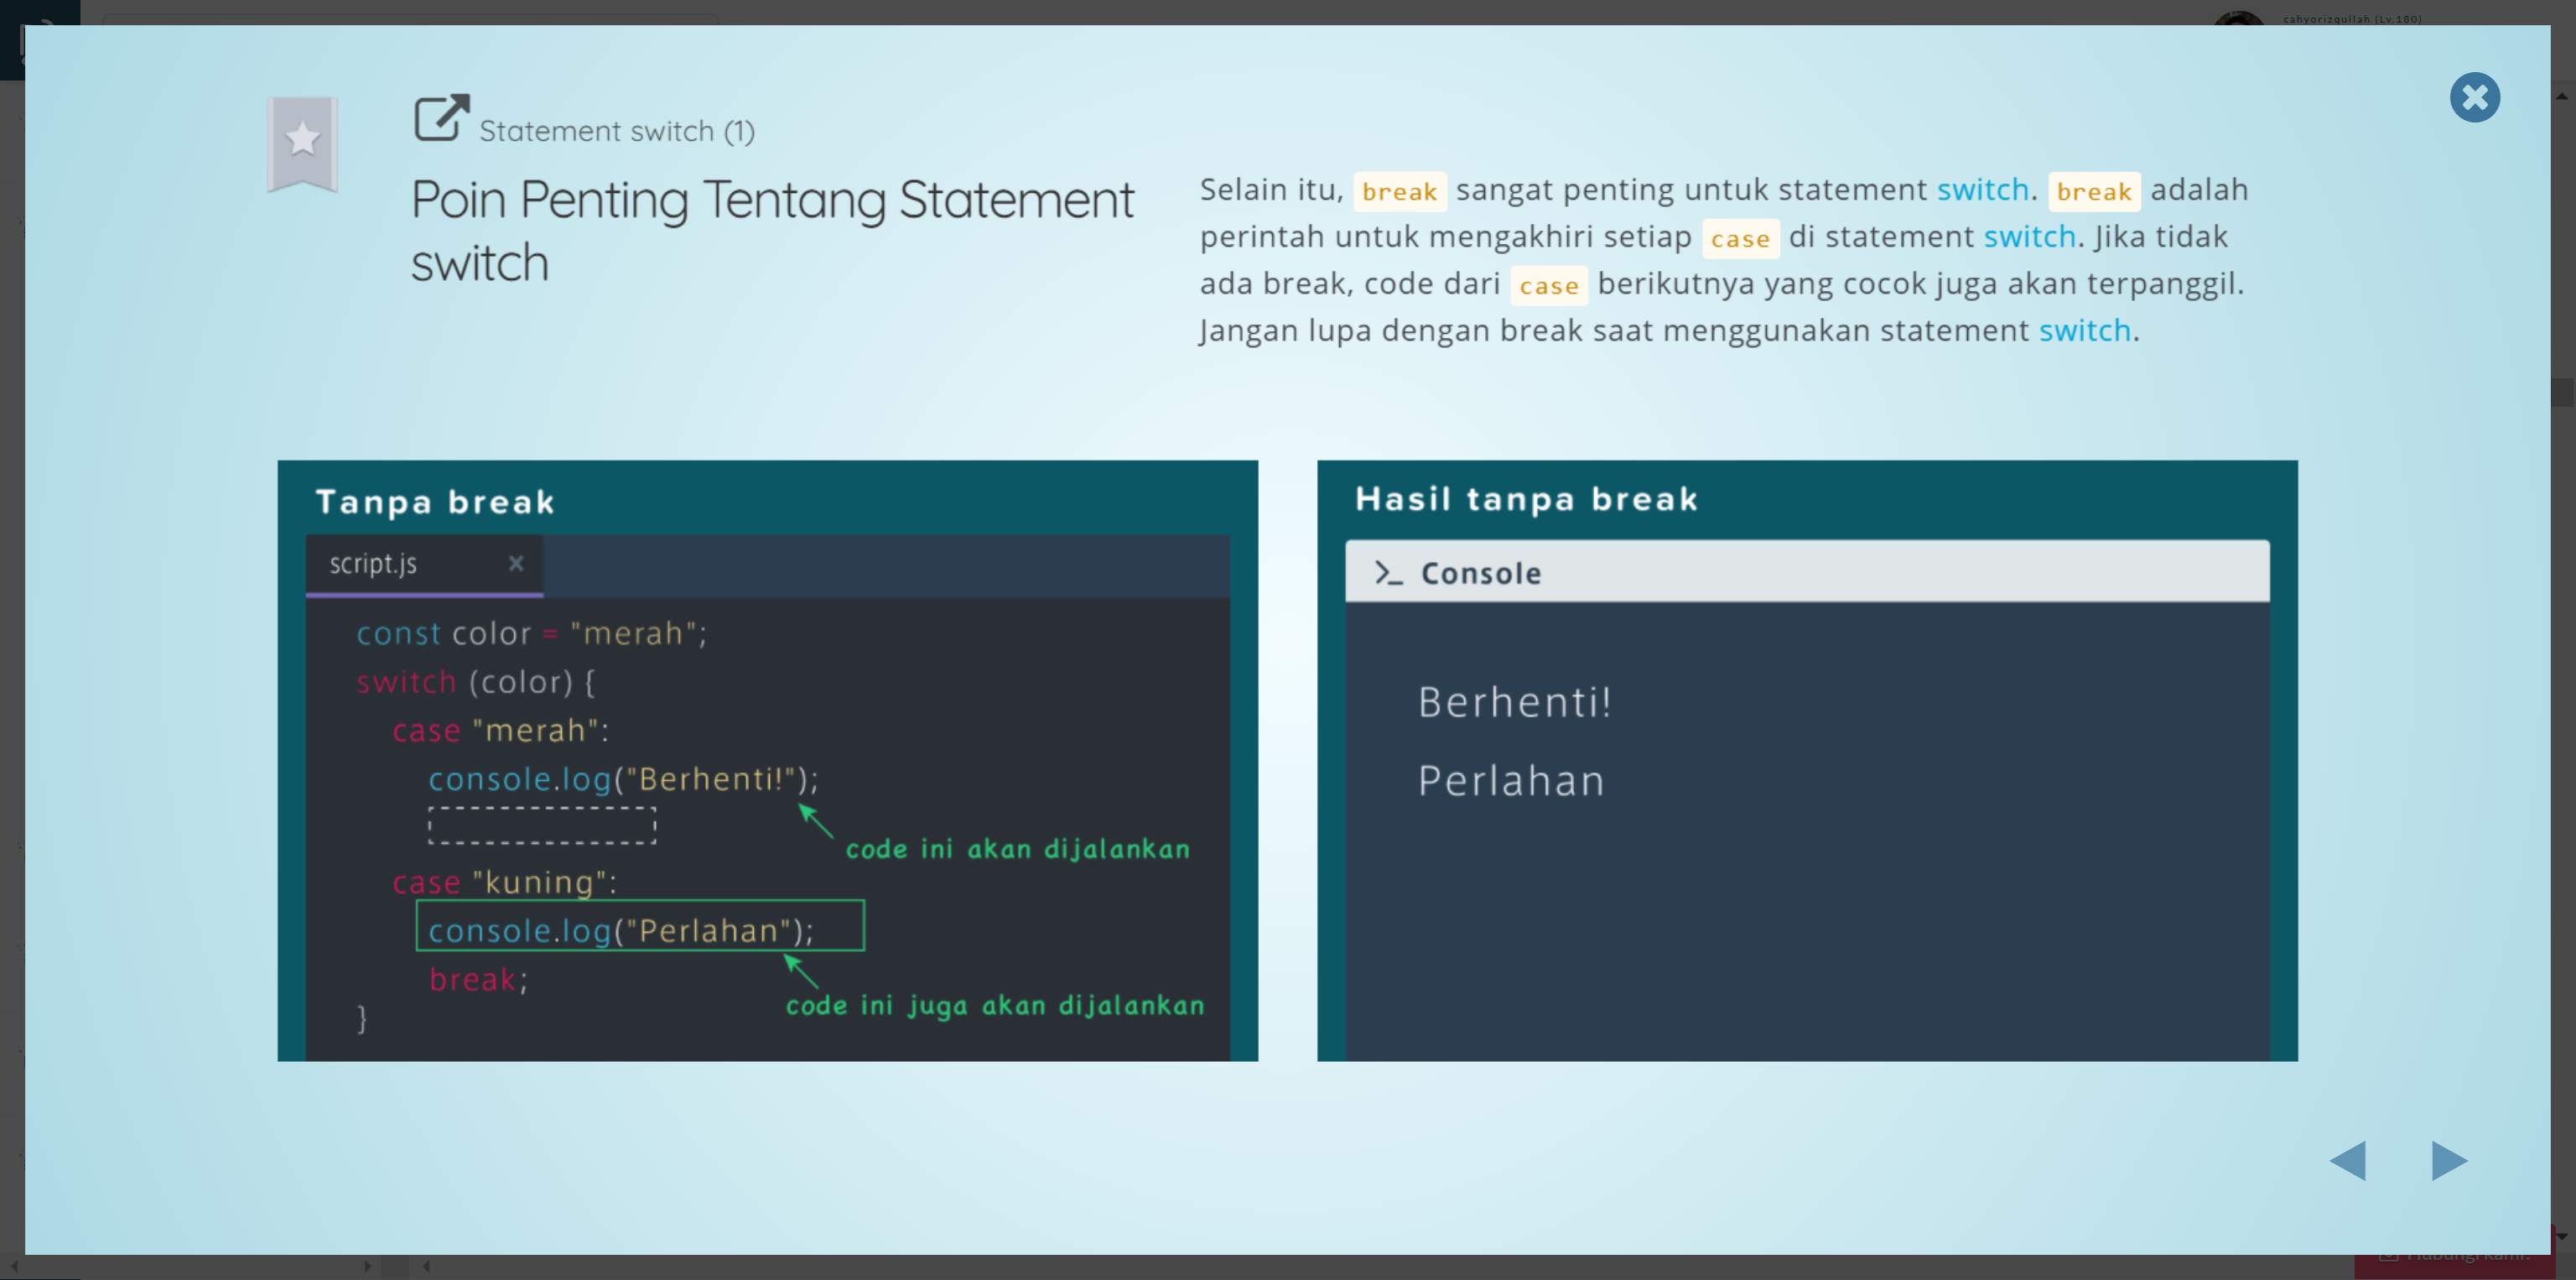 cahyorizqullah (Lv.180)
Statement switch (1)
Poin Penting Tentang Statement
switch
Selain itu, break sangat penting untuk statement switch. break adalah
perintah untuk mengakhiri setiap case di statement switch. Jika tidak
ada break, code dari case berikutnya yang cocok juga akan terpanggil.
Jangan lupa dengan break saat menggunakan statement switch.
Tanpa break
script.js
const color = "merah";
switch (color) {
case "merah":
console.log("Berhenti!");
code ini akan dijalankan
case "kuning":
console.log("Perlahan");
break;
code ini juga akan dijalankan
}
Hasil tanpa break
>_ Console
Berhenti!
Perlahan
Hubungi kami